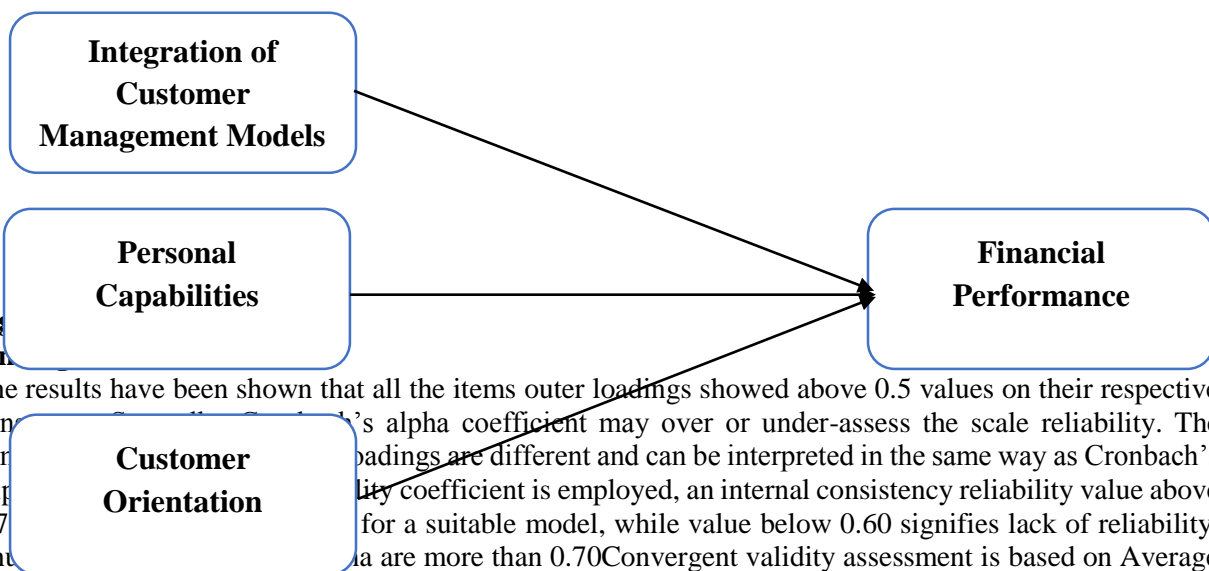 Integration of
Customer
Management Models
Personal
Capabilities
Financial
Performance
results have been shown that all the items outer loadings showed above 0.5 values on their respective
alpha coefficient may over or under-assess the scale reliability.
are different and can be interpreted in the same way as Cronbach’
coefficient is employed, an internal consistency reliability value above
for a suitable model, while value below 0.60 signifies lack of reliability
are more than 0.70Convergent validity assessment is based on Average
Customer
Orientation